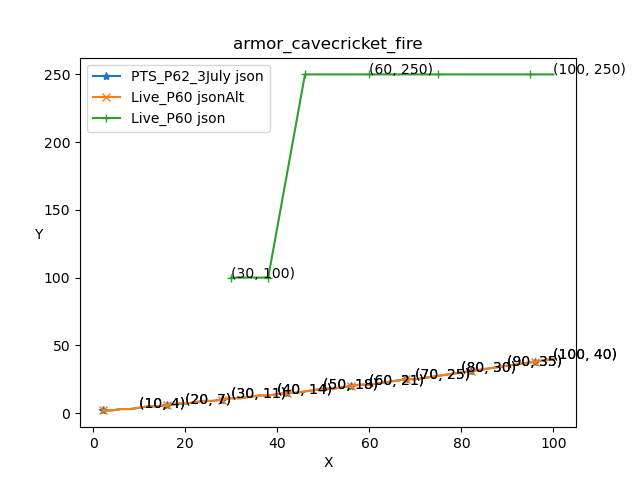 armor_cavecricket_fire
PTS_P62_3July json
Live_P60 jsonAlt
Live_P60 json
250
200
150
100
50
0
Y
(60, 250)
(100, 250)
(30, 100)
(10, 4)
(20, 7)
(30, 11)
(40, 14)
(50, 18)
(60, 21)
(70, 25)
(80, 30)
(90, 35)
(100, 40)
0 20 40 60 80 100
X